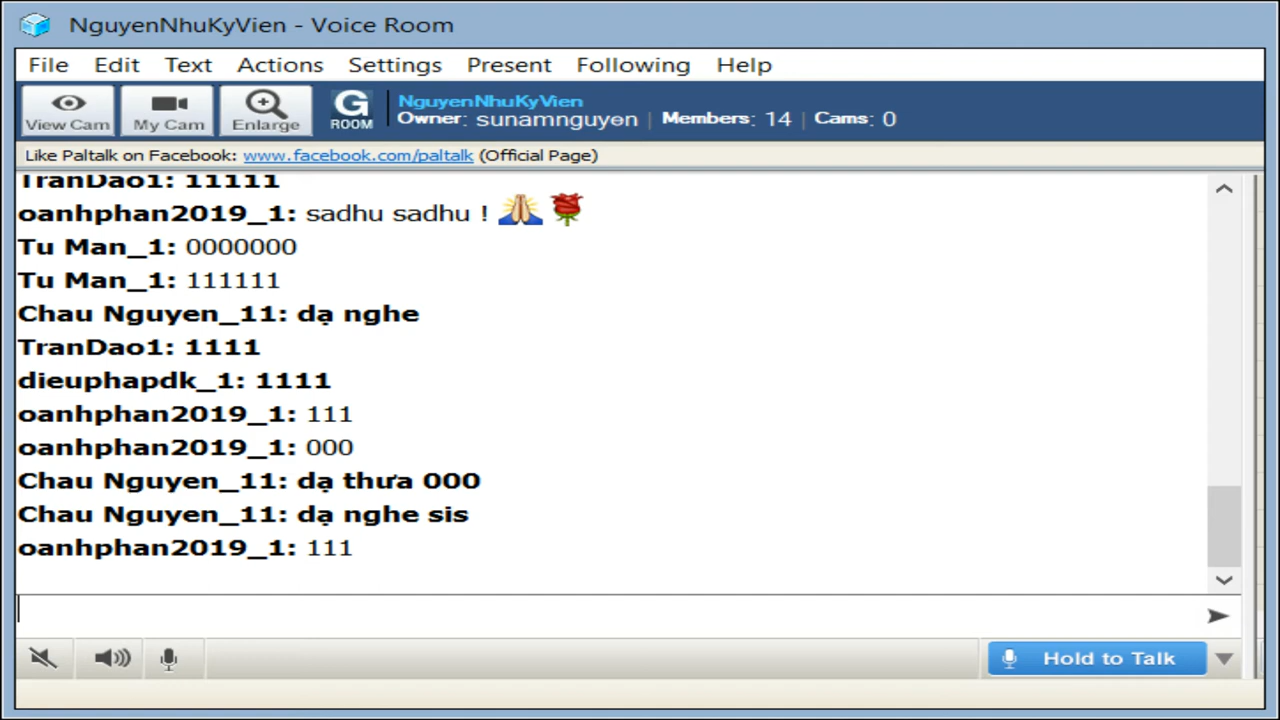 NguyenNhuKyVien - Voice Room
File Edit Text Actions Settings Present Following Help
View Cam My Cam Enlarge G ROOM
NguyenNhuKyVien
Owner: sunamnguyen | Members: 14 | Cams: 0
Like Paltalk on Facebook: www.facebook.com/paltalk (Official Page)
TranDao1: 11111
oanhphan2019_1: sadhu sadhu ! 🙏🌹
Tu Man_1: 0000000
Tu Man_1: 111111
Chau Nguyen_11: dạ nghe
TranDao1: 1111
dieuphapdk_1: 1111
oanhphan2019_1: 111
oanhphan2019_1: 000
Chau Nguyen_11: dạ thưa 000
Chau Nguyen_11: dạ nghe sis
oanhphan2019_1: 111
Hold to Talk